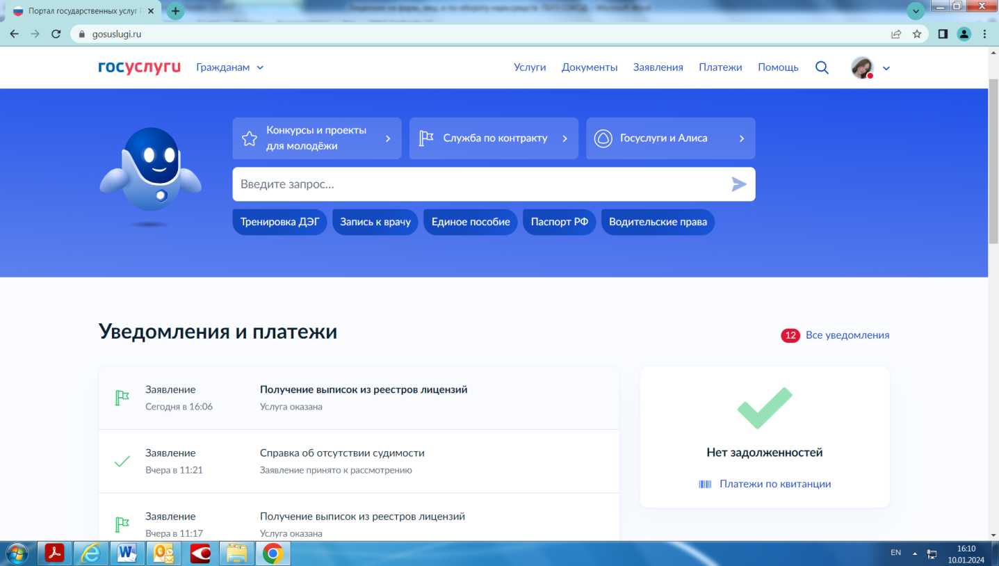 Портал государственных услуг Р
gosuslugi.ru
госуслуги
Гражданам
Услуги Документы Заявления Платежи Помощь
Конкурсы и проекты
для молодёжи
Служба по контракту
Госуслуги и Алиса
Введите запрос...
Тренировка ДЭГ Запись к врачу Единое пособие Паспорт РФ Водительские права
Уведомления и платежи
12 Все уведомления
Заявление Получение выписок из реестров лицензий
Сегодня в 16:06 Услуга оказана
Заявление Справка об отсутствии судимости
Вчера в 11:21 Заявление принято к рассмотрению
Заявление Получение выписок из реестров лицензий
Вчера в 11:17 Услуга оказана
Нет задолженностей
Платежи по квитанции
EN
16:10
10.01.2024